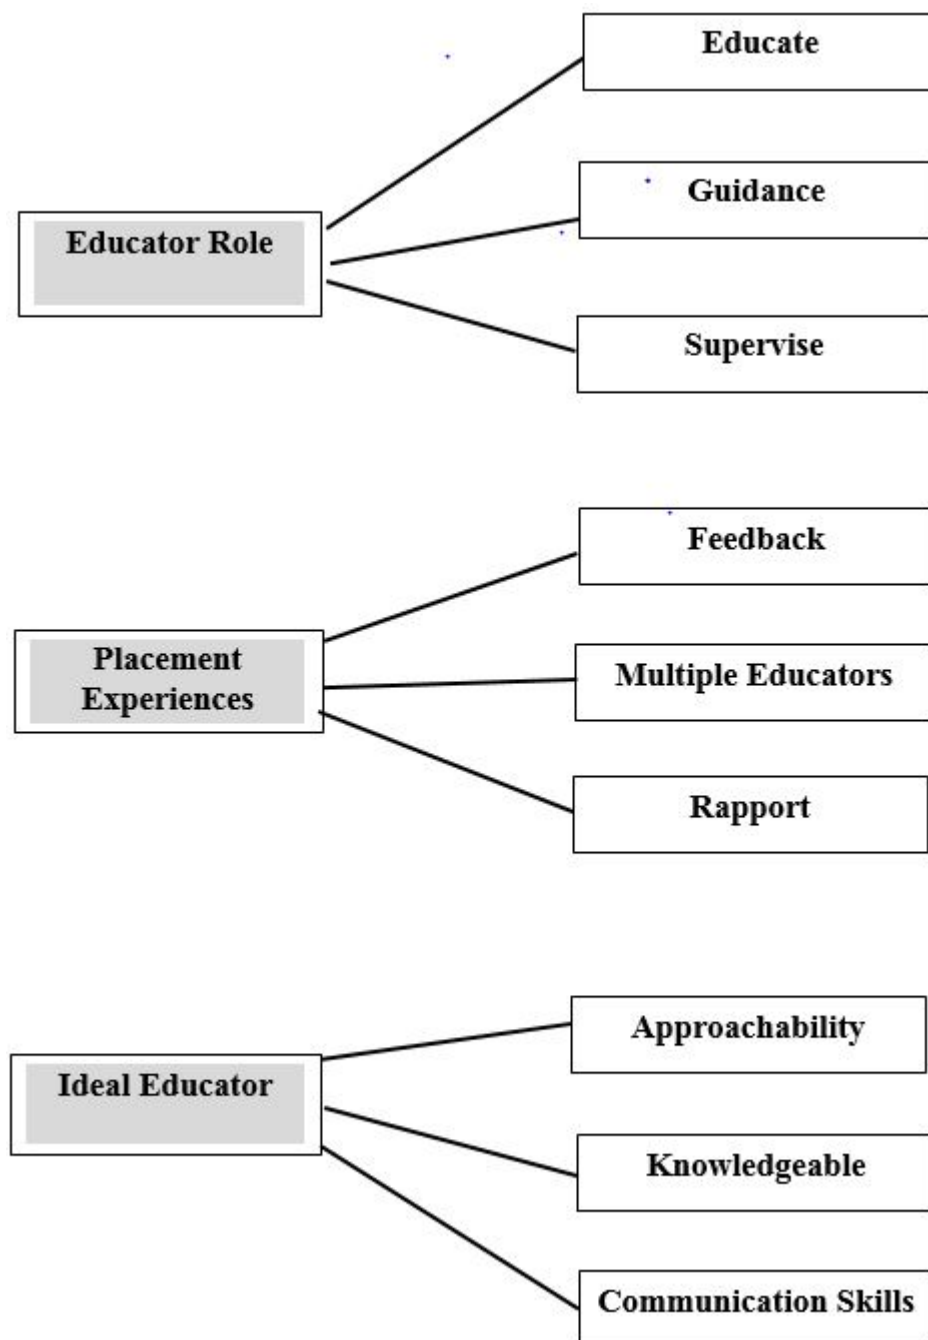 Educator Role
Educate
Guidance
Supervise
Placement
Experiences
Feedback
Multiple Educators
Rapport
Ideal Educator
Approachability
Knowledgeable
Communication Skills